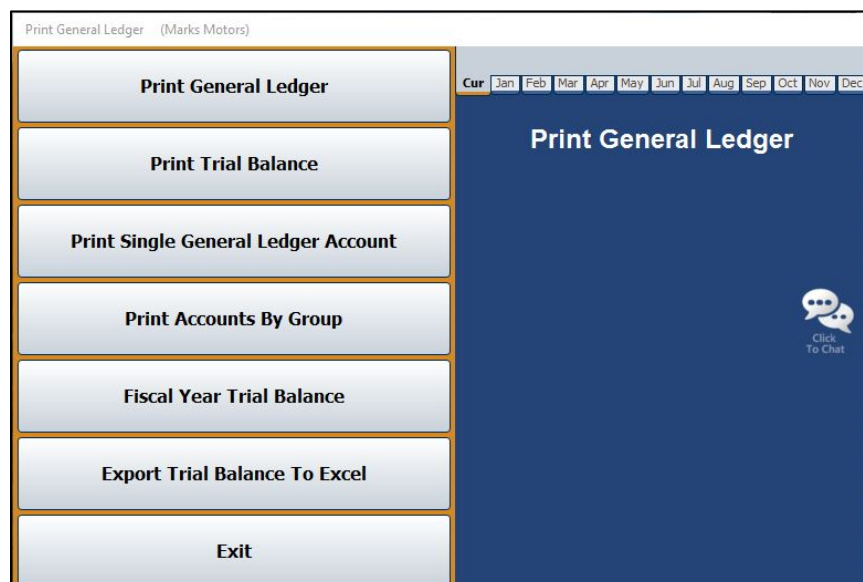 Print General Ledger (Marks Motors)
Print General Ledger
Print Trial Balance
Print Single General Ledger Account
Print Accounts By Group
Fiscal Year Trial Balance
Export Trial Balance To Excel
Exit
Cur Jan Feb Mar Apr May Jun Jul Aug Sep Oct Nov Dec
Print General Ledger
Click
To Chat